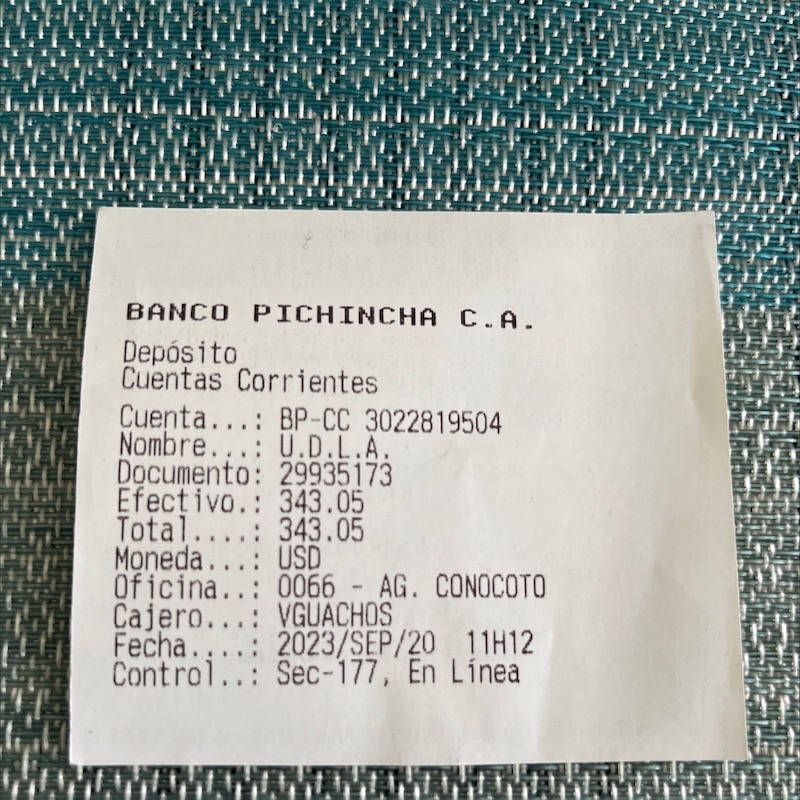 BANCO PICHINCHA C.A.
Depósito
Cuentas Corrientes
Cuenta...: BP-CC 3022819504
Nombre...: U.D.L.A.
Documento: 29935173
Efectivo.: 343.05
Total....: 343.05
Moneda...: USD
Oficina..: 0066 - AG. CONOCOTO
Cajero...: VGUACHOS
Fecha....: 2023/SEP/20  11H12
Control..: Sec-177, En Línea